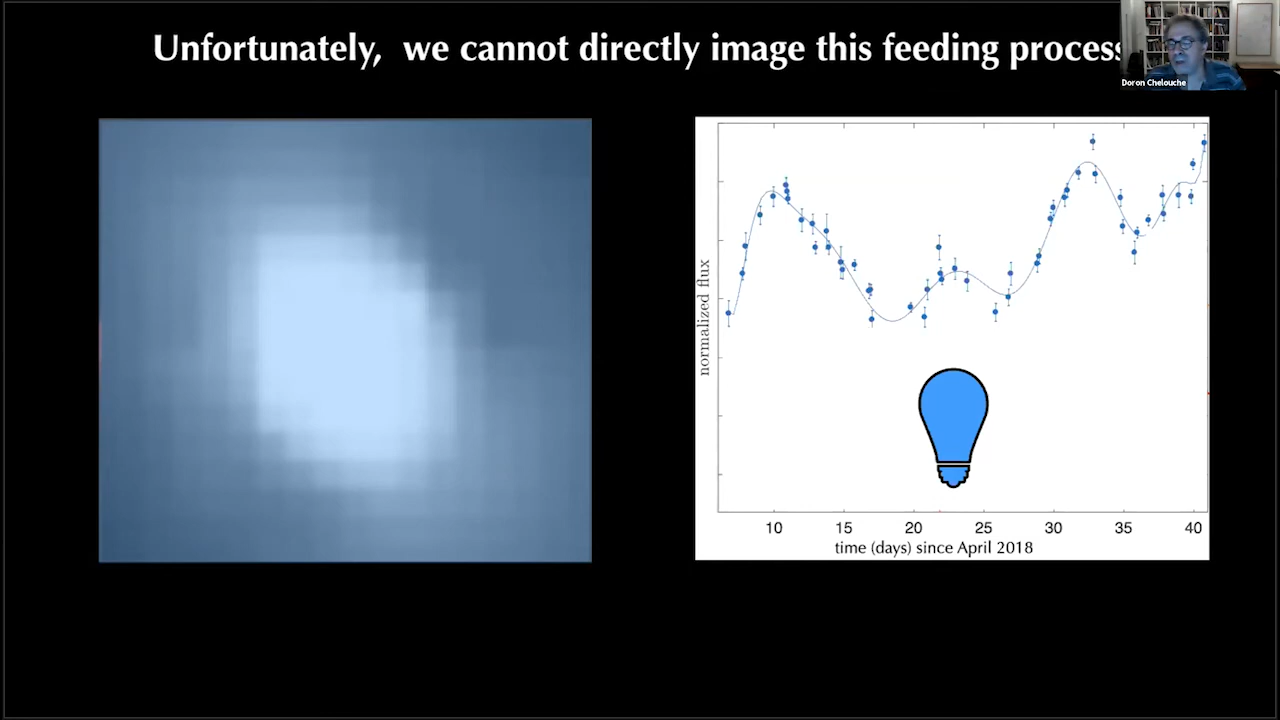 Unfortunately, we cannot directly image this feeding process
Doron Chelouche
normalized flux
10 15 20 25 30 35 40
time (days) since April 2018